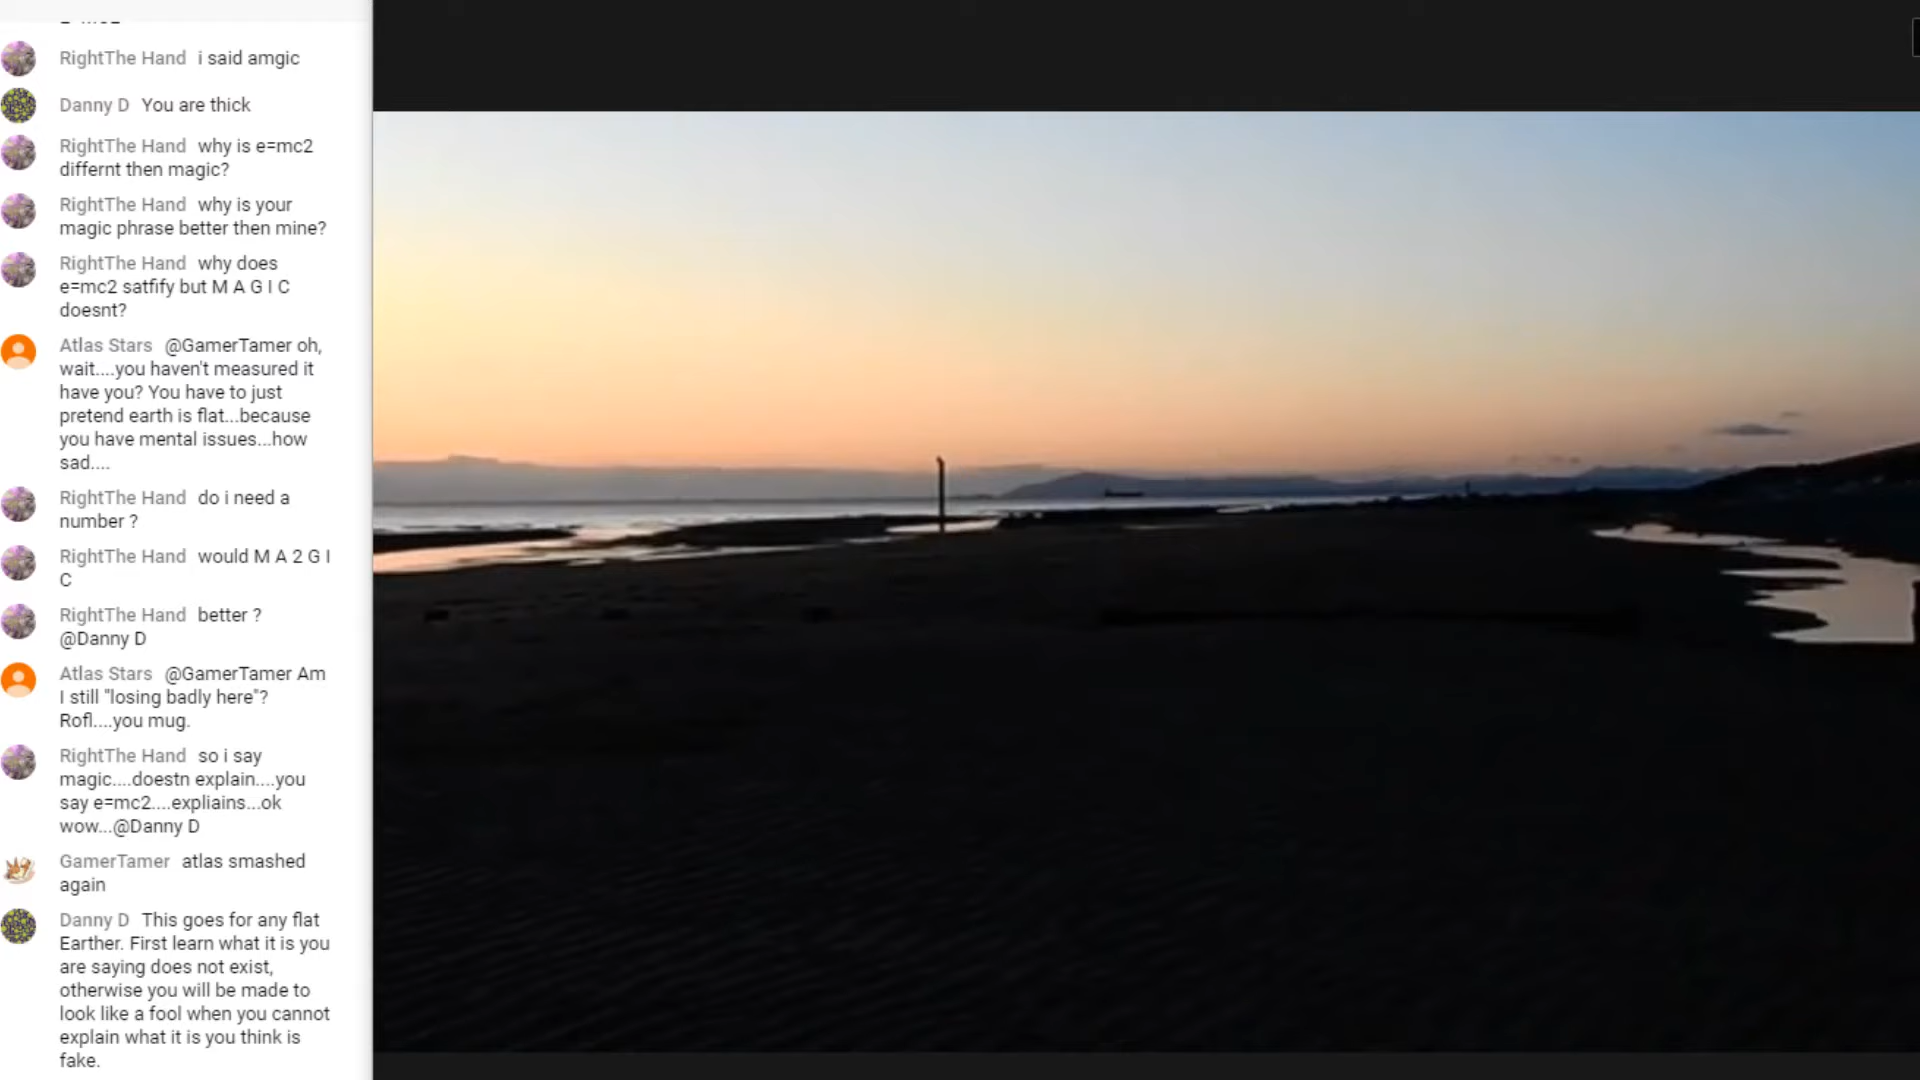 RightThe Hand i said amgic
Danny D You are thick
RightThe Hand why is e=mc2
differnt then magic?
RightThe Hand why is your
magic phrase better then mine?
RightThe Hand why does
e=mc2 satfify but M A G I C
doesnt?
Atlas Stars @GamerTamer oh,
wait....you haven't measured it
have you? You have to just
pretend earth is flat...because
you have mental issues...how
sad....
RightThe Hand do i need a
number ?
RightThe Hand would M A 2 G I
C
RightThe Hand better ?
@Danny D
Atlas Stars @GamerTamer Am
I still "losing badly here"?
Rofl....you mug.
RightThe Hand so i say
magic....doestn explain....you
say e=mc2....expliains...ok
wow...@Danny D
GamerTamer atlas smashed
again
Danny D This goes for any flat
Earther. First learn what it is you
are saying does not exist,
otherwise you will be made to
look like a fool when you cannot
explain what it is you think is
fake.